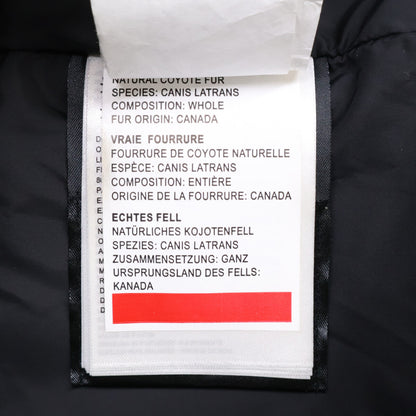 NATURAL COYOTE FUR
SPECIES: CANIS LATRANS
COMPOSITION: WHOLE
FUR ORIGIN: CANADA
VRAIE FOURRURE
FOURRURE DE COYOTE NATURELLE
ESPÈCE: CANIS LATRANS
COMPOSITION: ENTIÈRE
ORIGINE DE LA FOURRURE: CANADA
ECHTES FELL
NATÜRLICHES KOJOTENFELL
SPEZIES: CANIS LATRANS
ZUSAMMENSETZUNG: GANZ
URSPRUNGSLAND DES FELLS:
KANADA